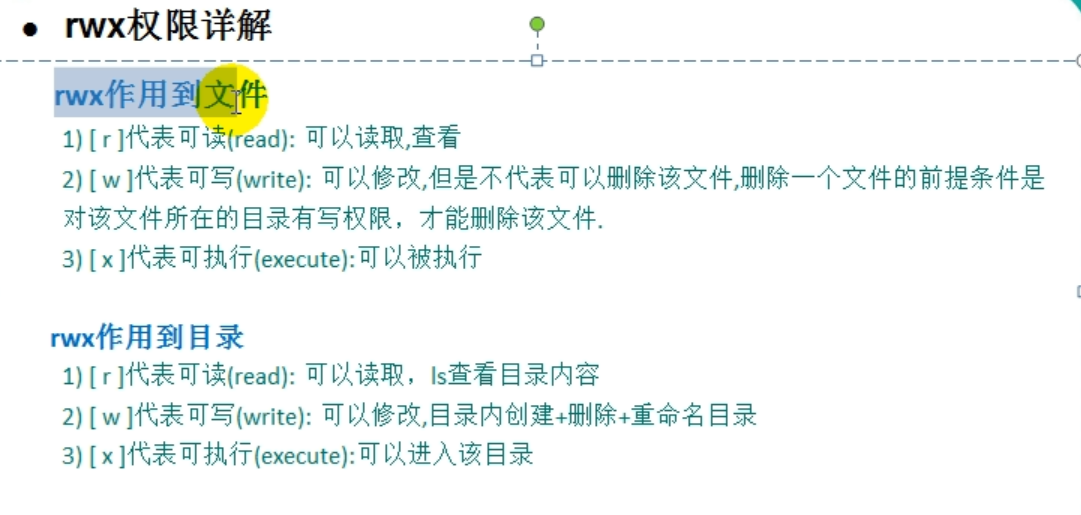 ● rwx权限详解
rwx作用到文件
1) [ r ]代表可读(read): 可以读取,查看
2) [ w ]代表可写(write): 可以修改,但是不代表可以删除该文件,删除一个文件的前提条件是
对该文件所在的目录有写权限，才能删除该文件.
3) [ x ]代表可执行(execute):可以被执行
rwx作用到目录
1) [ r ]代表可读(read): 可以读取，ls查看目录内容
2) [ w ]代表可写(write): 可以修改,目录内创建+删除+重命名目录
3) [ x ]代表可执行(execute):可以进入该目录